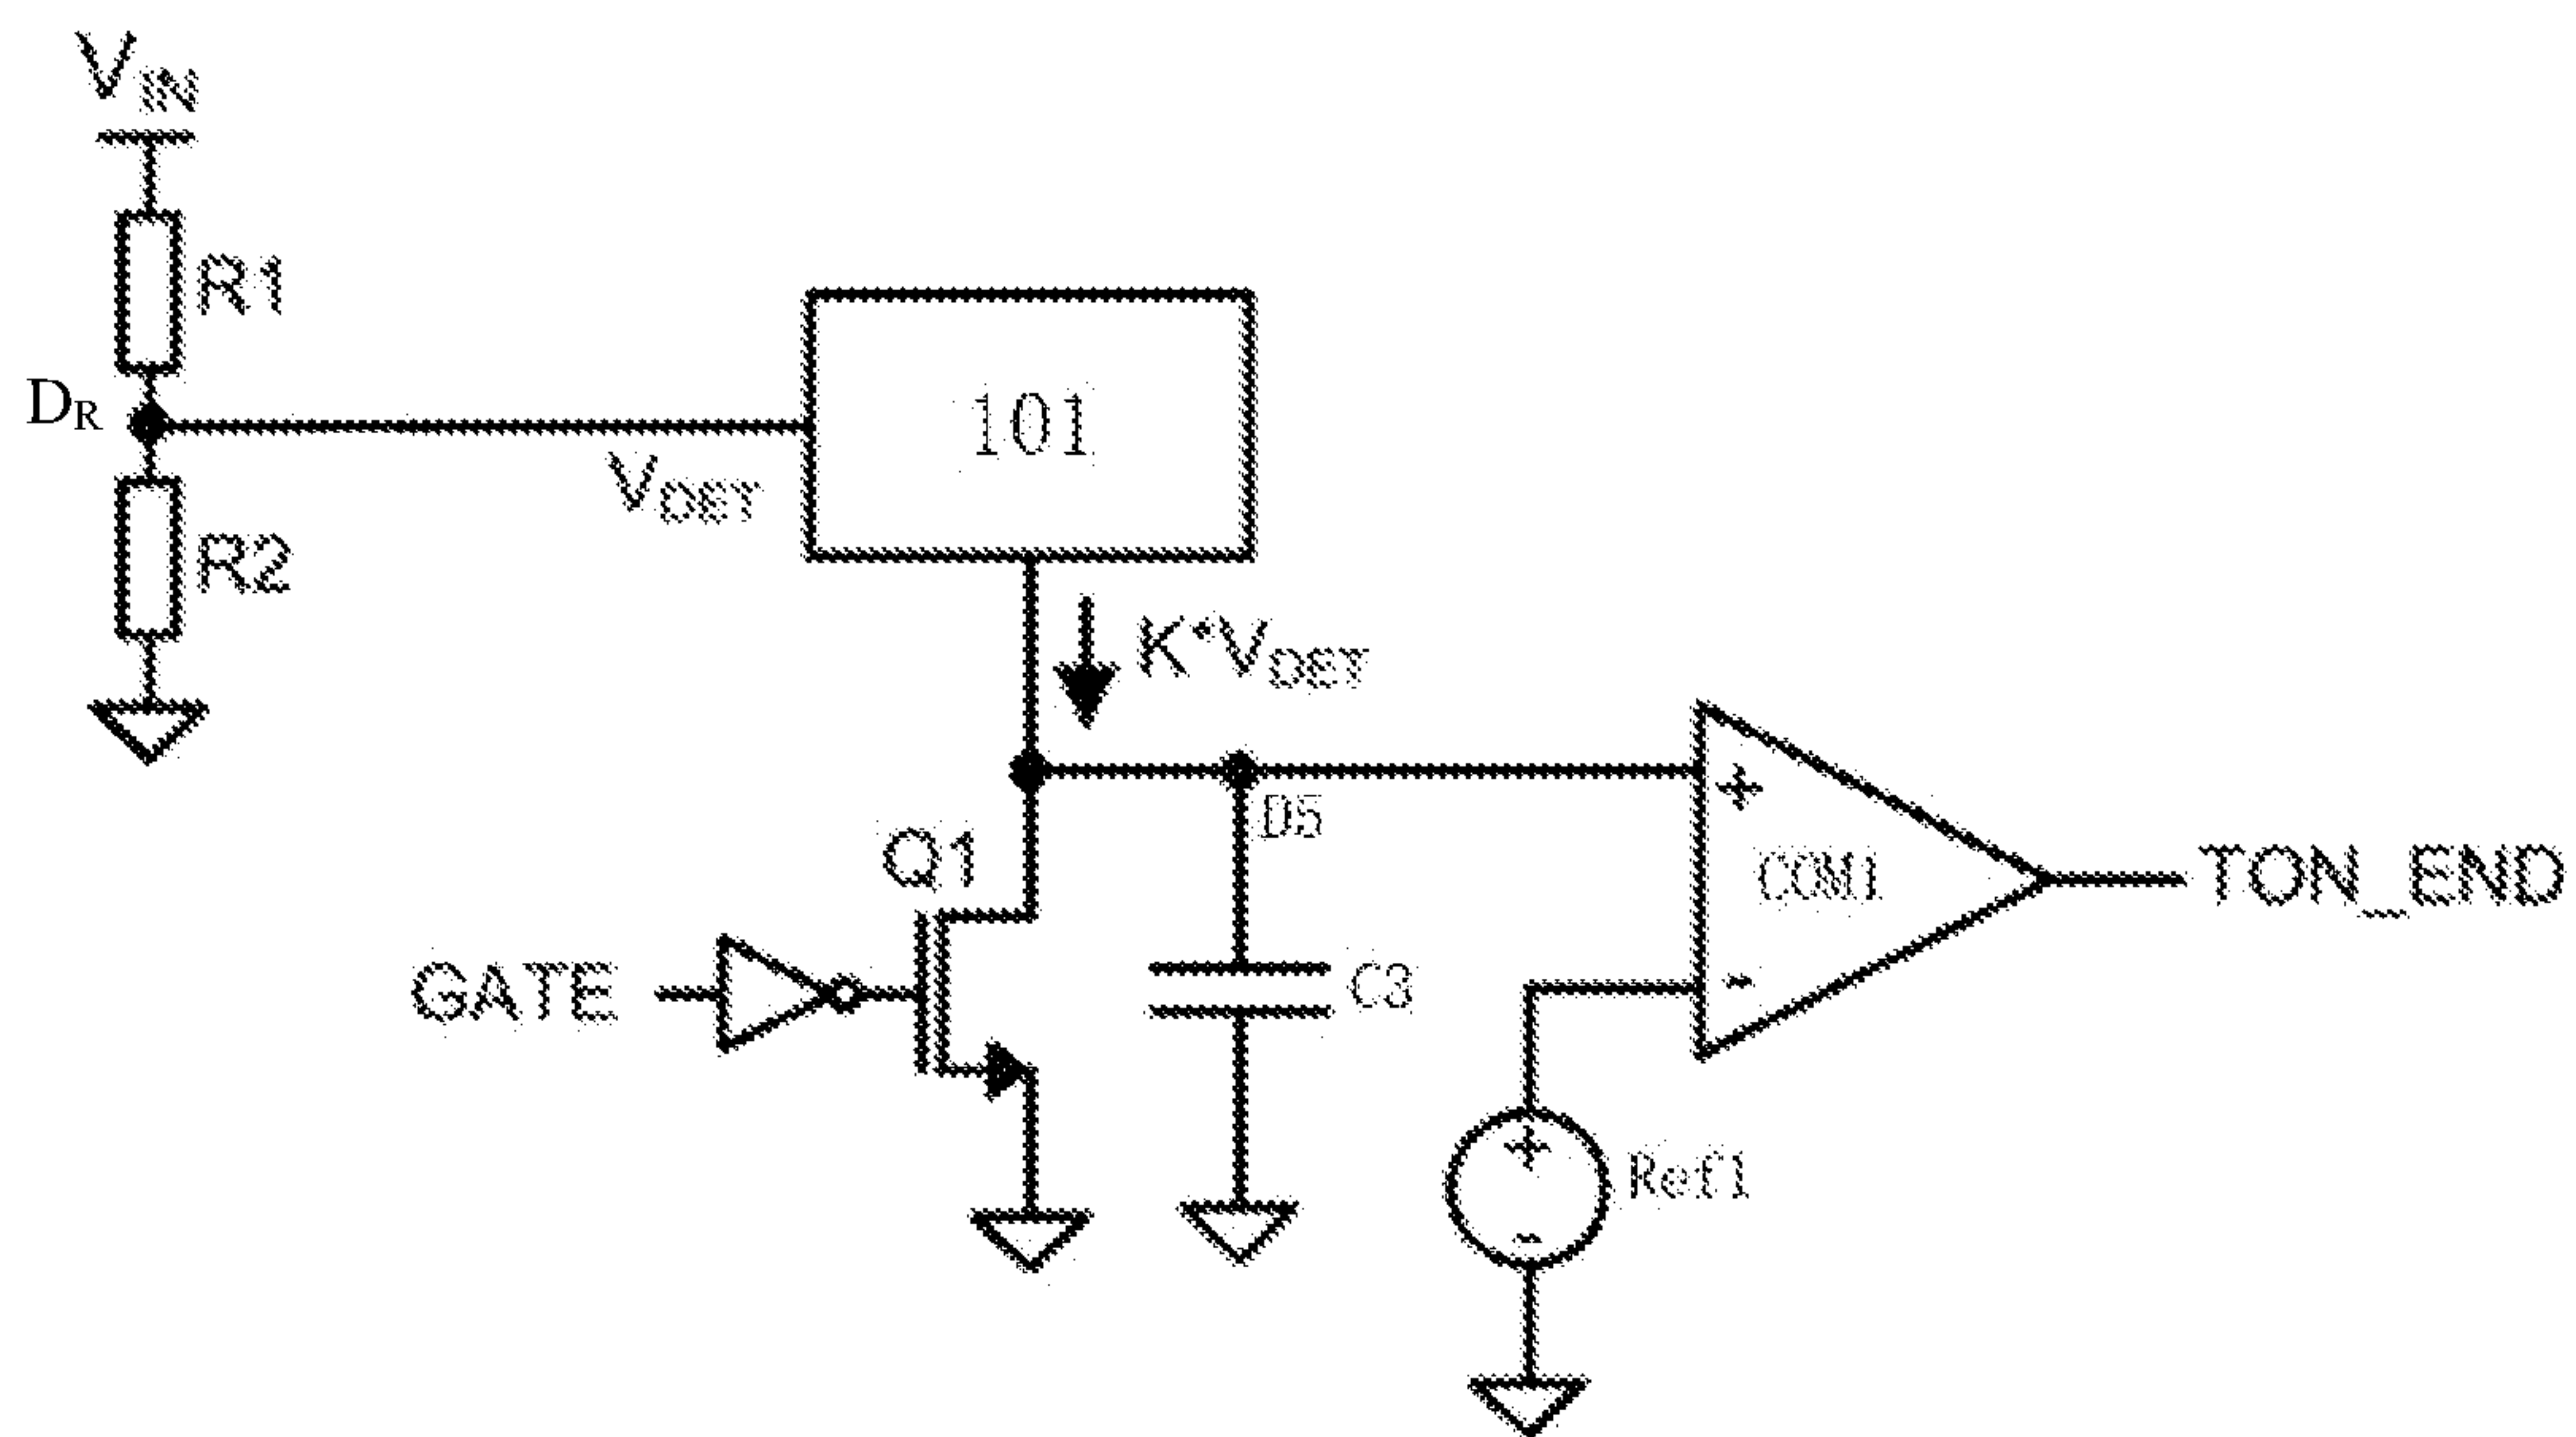 VIN
R1
DR
101
VDET
R2
K*VDET
D5
Q1
+
COM1
TON_END
GATE
C3
-
+
Ref1
-